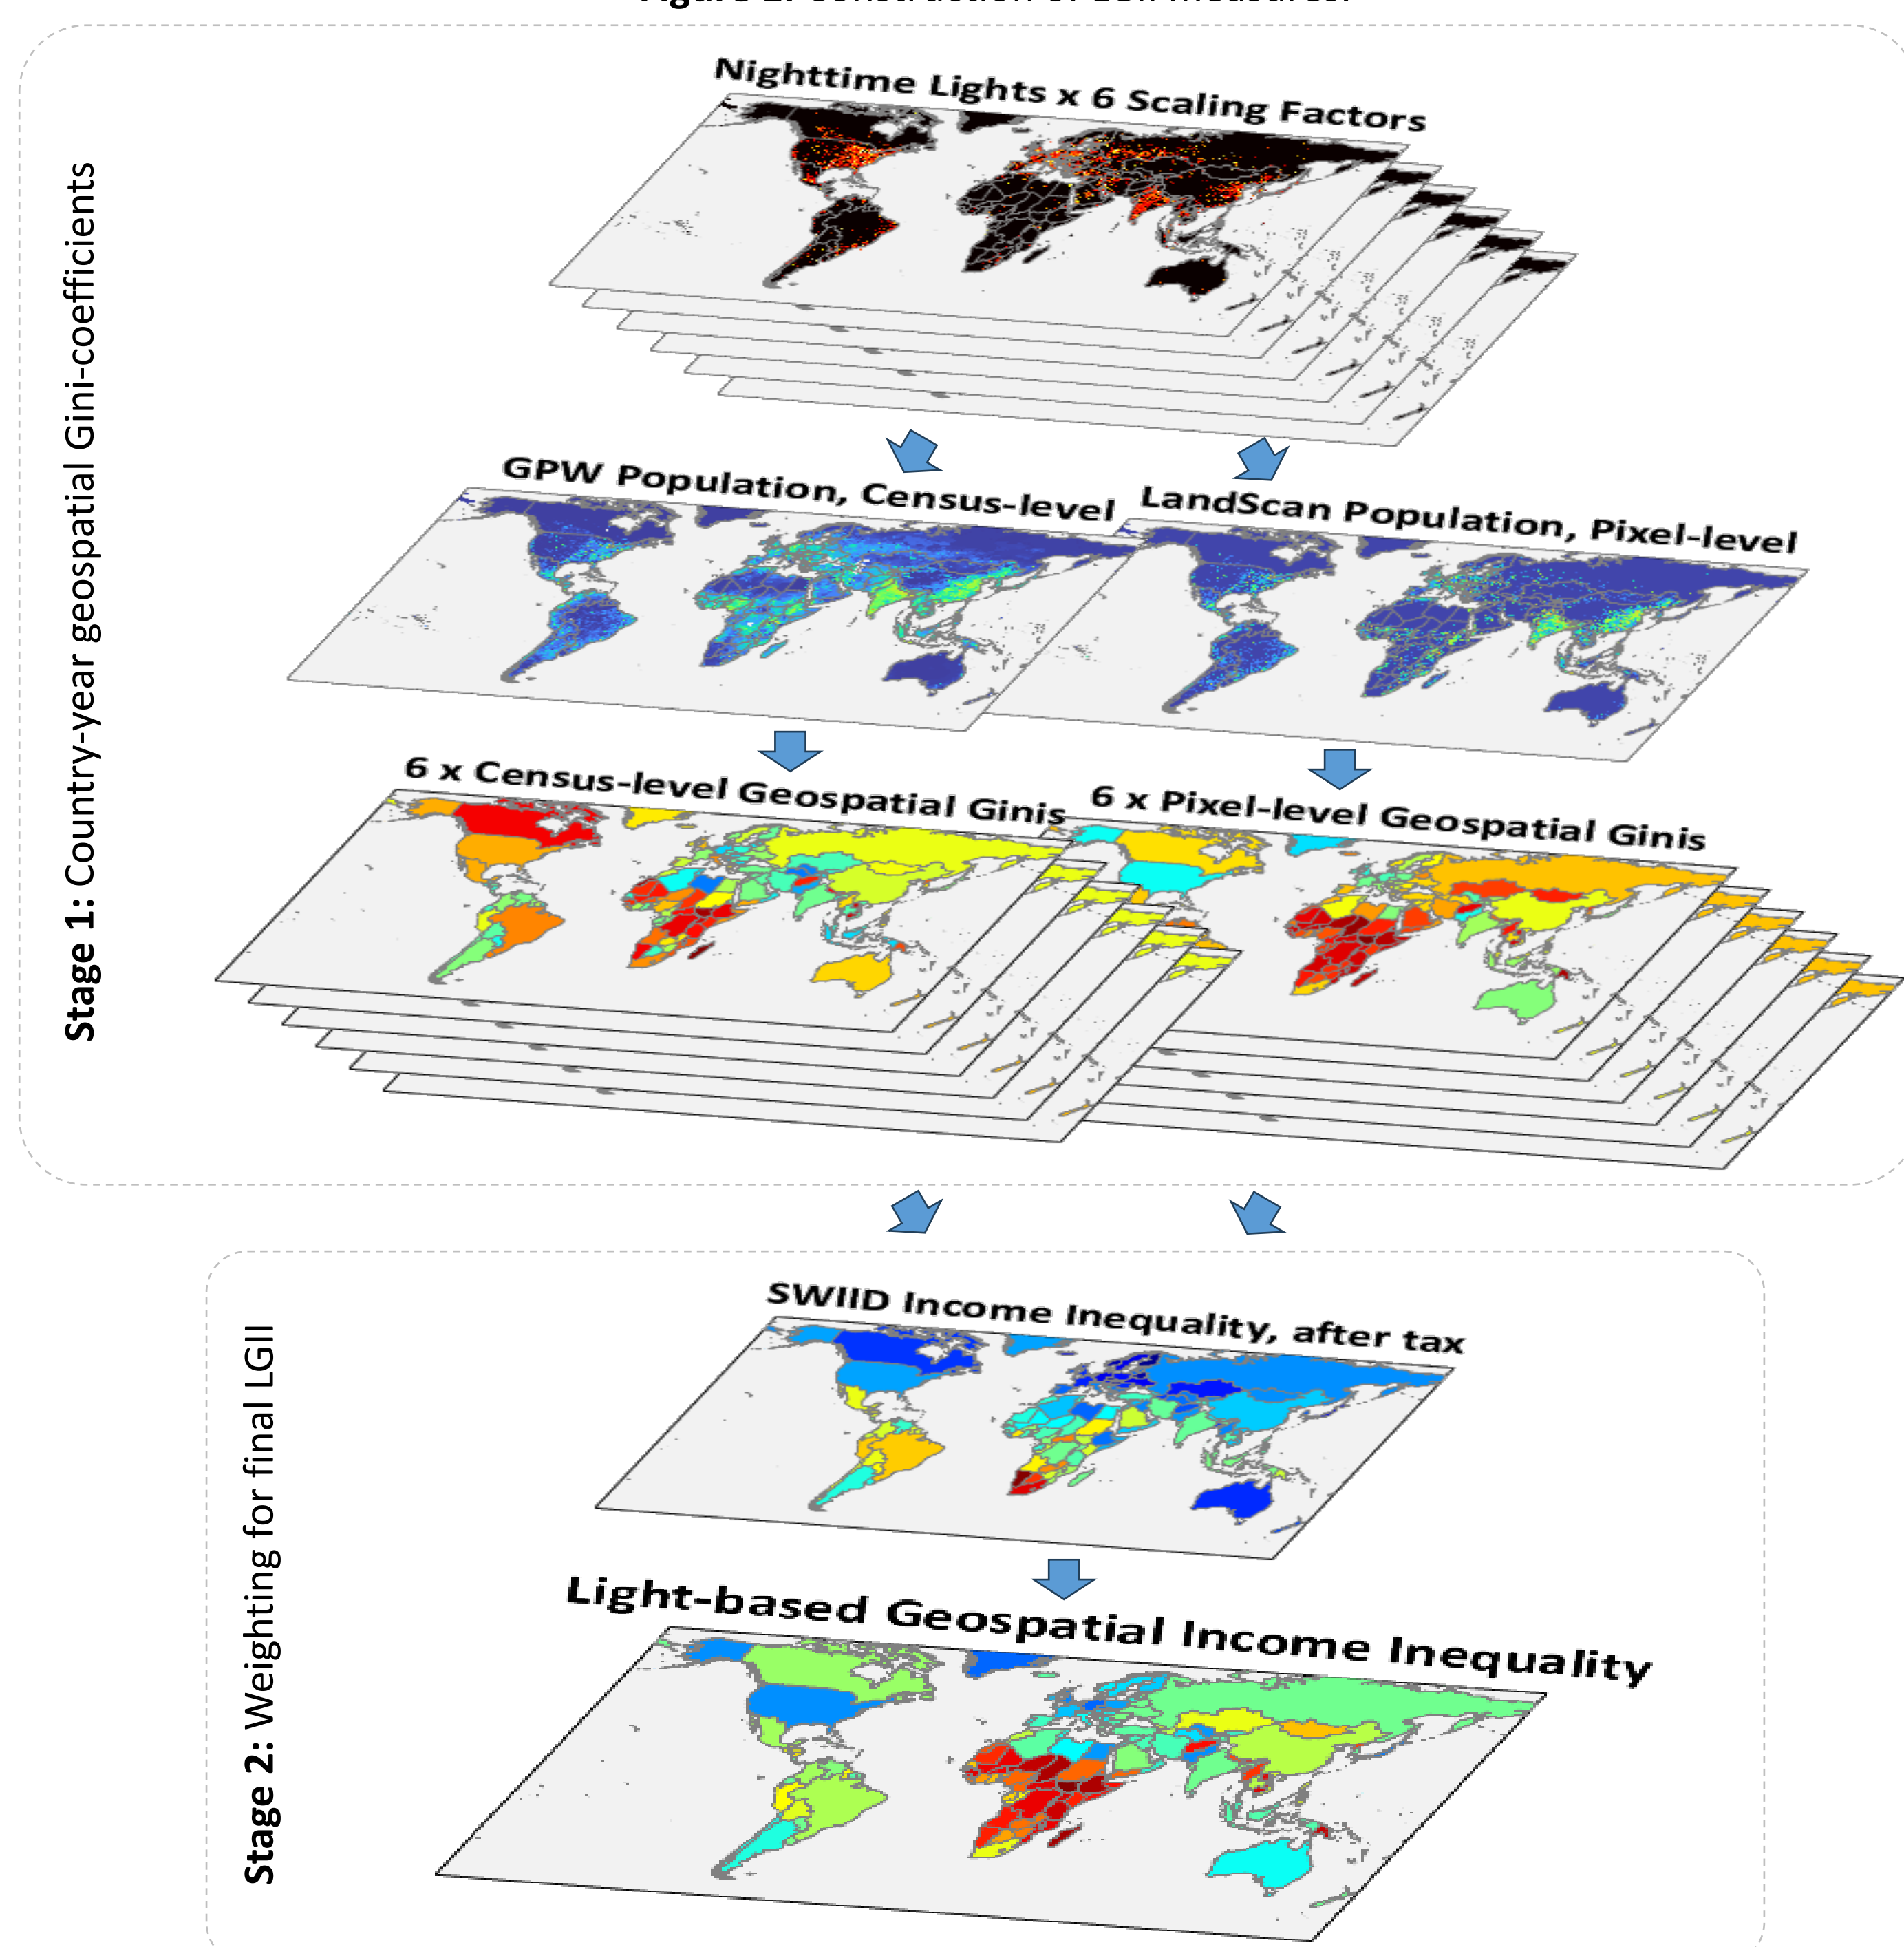 Nighttime Lights x 6 Scaling Factors
GPW Population, Census-level
LandScan Population, Pixel-level
6 x Census-level Geospatial Ginis
6 x Pixel-level Geospatial Ginis
Stage 1: Country-year geospatial Gini-coefficients
SWIID Income Inequality, after tax
Light-based Geospatial Income Inequality
Stage 2: Weighting for final LGII